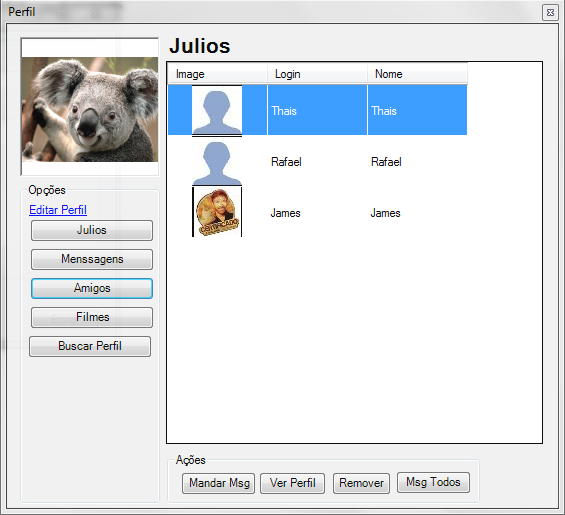 Perfil
Julios
Image Login Nome
Thais Thais
Rafael Rafael
James James
Opções
Editar Perfil
Julios
Menssagens
Amigos
Filmes
Buscar Perfil
Ações
Mandar Msg Ver Perfil Remover Msg Todos